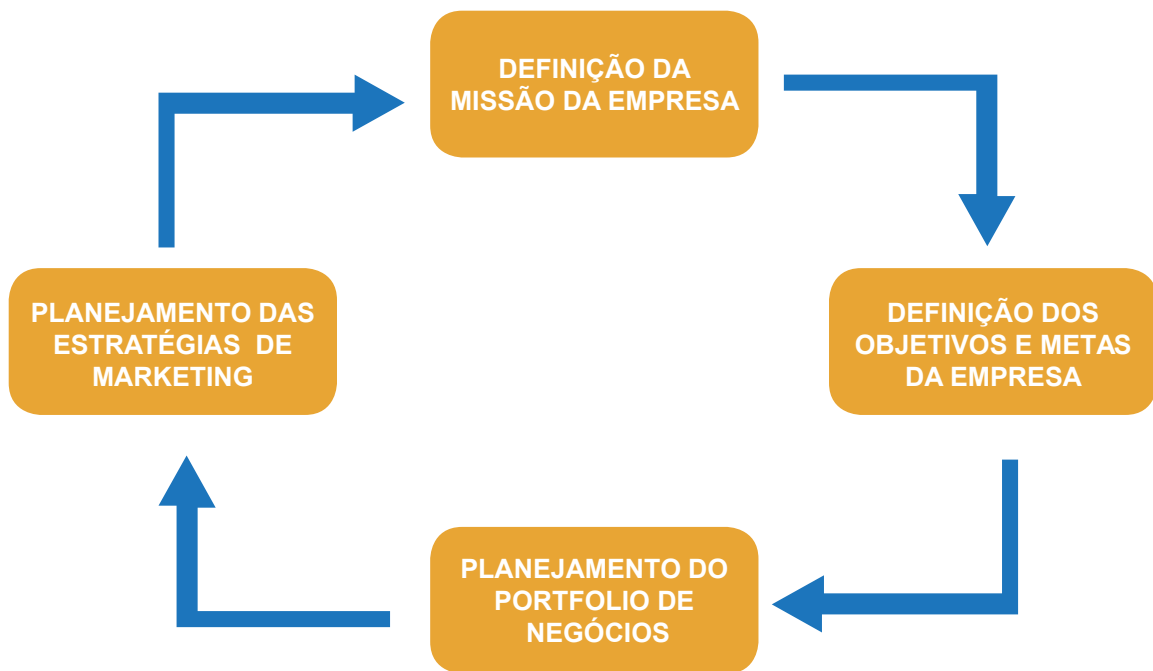 DEFINIÇÃO DA
MISSÃO DA EMPRESA
DEFINIÇÃO DOS
OBJETIVOS E METAS
DA EMPRESA
PLANEJAMENTO DO
PORTFOLIO DE
NEGÓCIOS
PLANEJAMENTO DAS
ESTRATÉGIAS DE
MARKETING